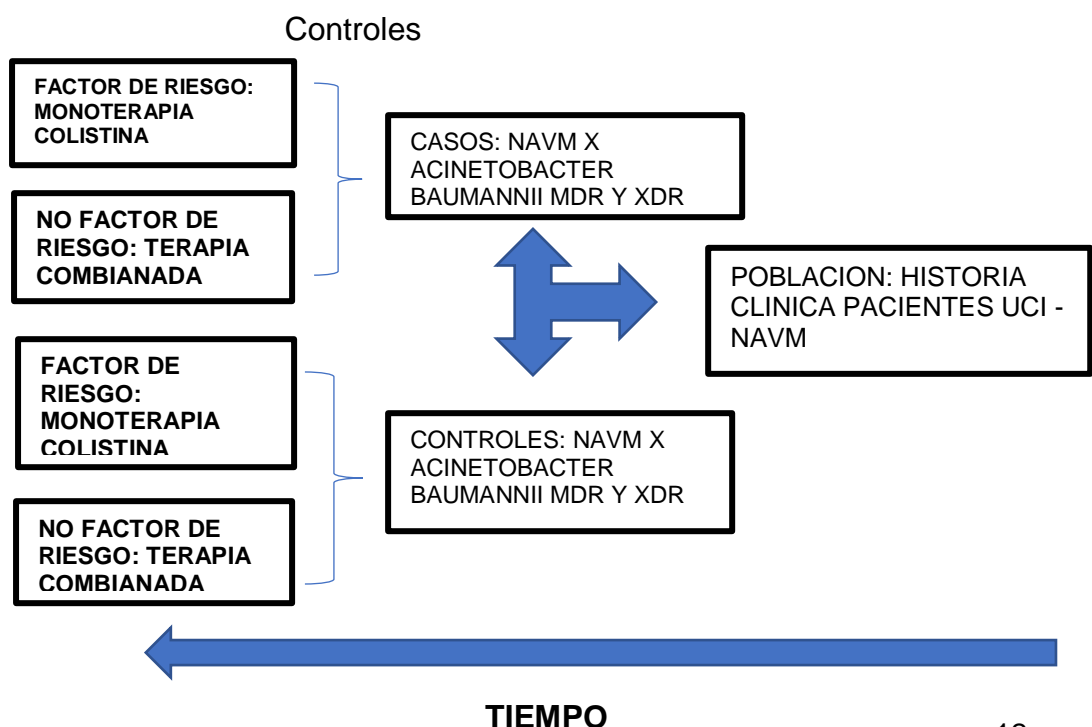 Controles
FACTOR DE RIESGO:
MONOTERAPIA
COLISTINA
NO FACTOR DE
RIESGO: TERAPIA
COMBIANADA
CASOS: NAVM X
ACINETOBACTER
BAUMANNII MDR Y XDR
POBLACION: HISTORIA
CLINICA PACIENTES UCI -
NAVM
FACTOR DE
RIESGO:
MONOTERAPIA
COLISTINA
CONTROLES: NAVM X
ACINETOBACTER
BAUMANNII MDR Y XDR
NO FACTOR DE
RIESGO: TERAPIA
COMBIANADA
TIEMPO